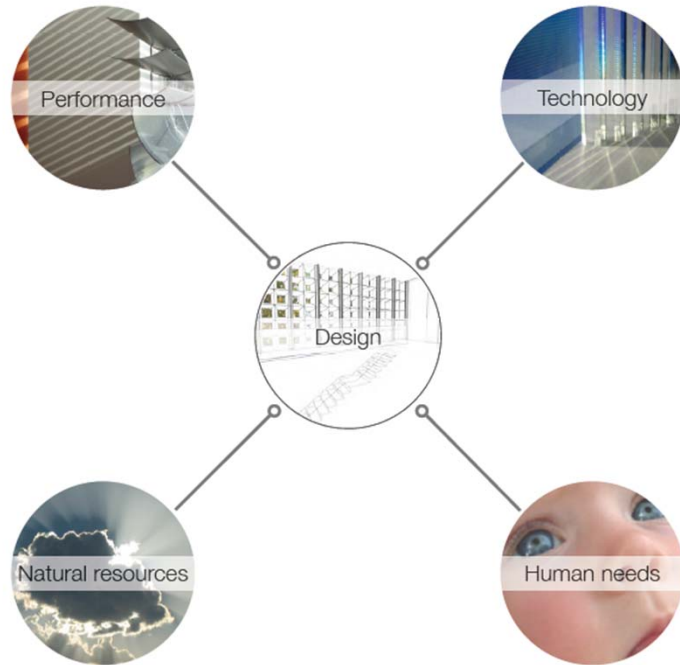 Performance
Technology
Design
Natural resources
Human needs